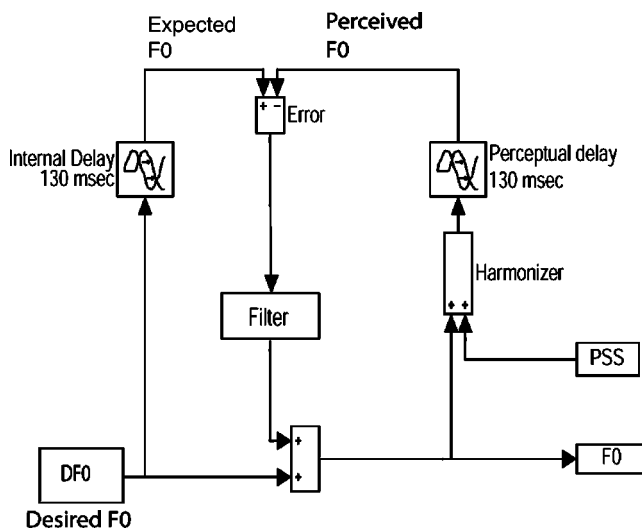 Expected
F0
Perceived
F0
+ −
Error
Internal Delay
130 msec
Perceptual delay
130 msec
Harmonizer
+ +
Filter
PSS
+
+
DF0
F0
Desired F0